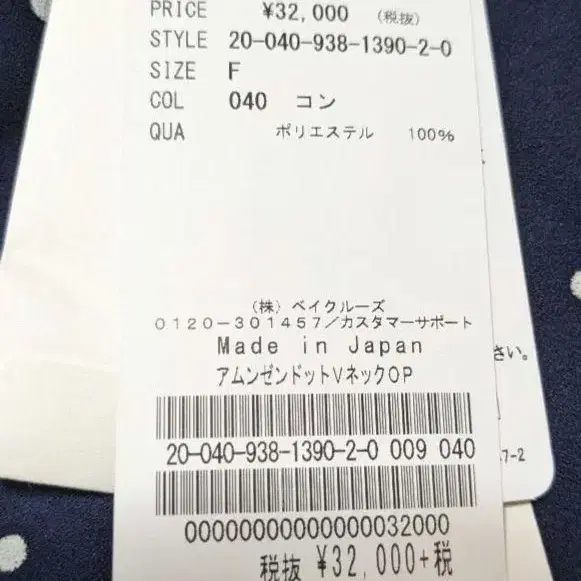 PRICE ¥32,000 (税抜)
STYLE 20-040-938-1390-2-0
SIZE F
COL 040 コン
QUA ポリエステル 100%
(株)ベイクルーズ
0120-301457/カスタマーサポート
Made in Japan
アムンゼンドットVネックOP
20-040-938-1390-2-0 009 040
00000000000000032000
税抜 ¥32,000+税
さい。
7-2